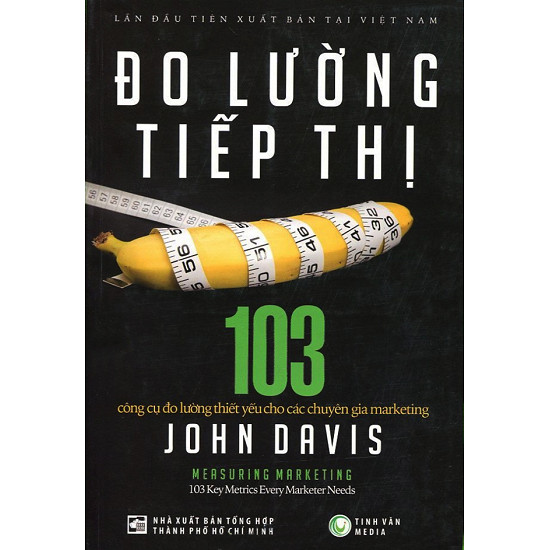 LẦN ĐẦU TIÊN XUẤT BẢN TẠI VIỆT NAM
ĐO LƯỜNG
TIẾP THỊ
103
công cụ đo lường thiết yếu cho các chuyên gia marketing
JOHN DAVIS
MEASURING MARKETING
103 Key Metrics Every Marketer Needs
NHÀ XUẤT BẢN TỔNG HỢP
THÀNH PHỐ HỒ CHÍ MINH
TINH VĂN
MEDIA